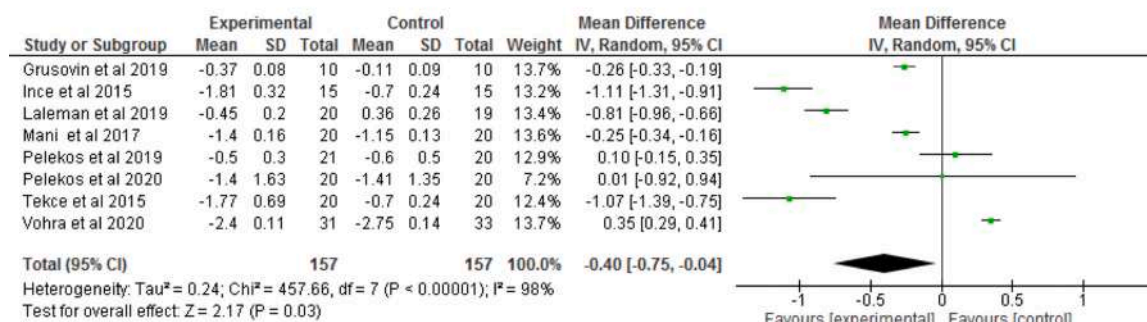 Experimental Control Mean Difference Mean Difference
Study or Subgroup Mean SD Total Mean SD Total Weight IV, Random, 95% CI IV, Random, 95% CI
Grusovin et al 2019 -0.37 0.08 10 -0.11 0.09 10 13.7% -0.26 [-0.33, -0.19]
Ince et al 2015 -1.81 0.32 15 -0.7 0.24 15 13.2% -1.11 [-1.31, -0.91]
Laleman et al 2019 -0.45 0.2 20 0.36 0.26 19 13.4% -0.81 [-0.96, -0.66]
Mani et al 2017 -1.4 0.16 20 -1.15 0.13 20 13.6% -0.25 [-0.34, -0.16]
Pelekos et al 2019 -0.5 0.3 21 -0.6 0.5 20 12.9% 0.10 [-0.15, 0.35]
Pelekos et al 2020 -1.4 1.63 20 -1.41 1.35 20 7.2% 0.01 [-0.92, 0.94]
Tekce et al 2015 -1.77 0.69 20 -0.7 0.24 20 12.4% -1.07 [-1.39, -0.75]
Vohra et al 2020 -2.4 0.11 31 -2.75 0.14 33 13.7% 0.35 [0.29, 0.41]
Total (95% CI) 157 157 100.0% -0.40 [-0.75, -0.04]
Heterogeneity: Tau² = 0.24; Chi² = 457.66, df = 7 (P < 0.00001); I² = 98%
Test for overall effect: Z = 2.17 (P = 0.03)
-1 -0.5 0 0.5 1
Favours [experimental] Favours [control]